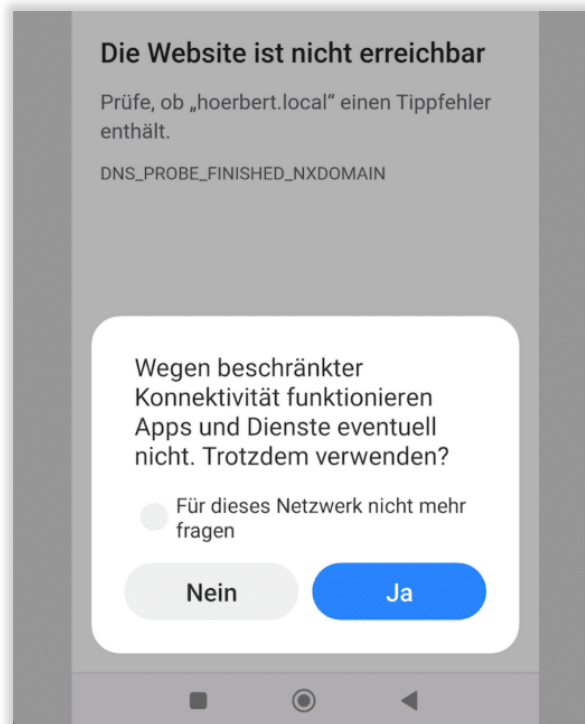 Die Website ist nicht erreichbar
Prüfe, ob „hoerbert.local“ einen Tippfehler
enthält.
DNS_PROBE_FINISHED_NXDOMAIN
Wegen beschränkter
Konnektivität funktionieren
Apps und Dienste eventuell
nicht. Trotzdem verwenden?
Für dieses Netzwerk nicht mehr
fragen
Nein
Ja